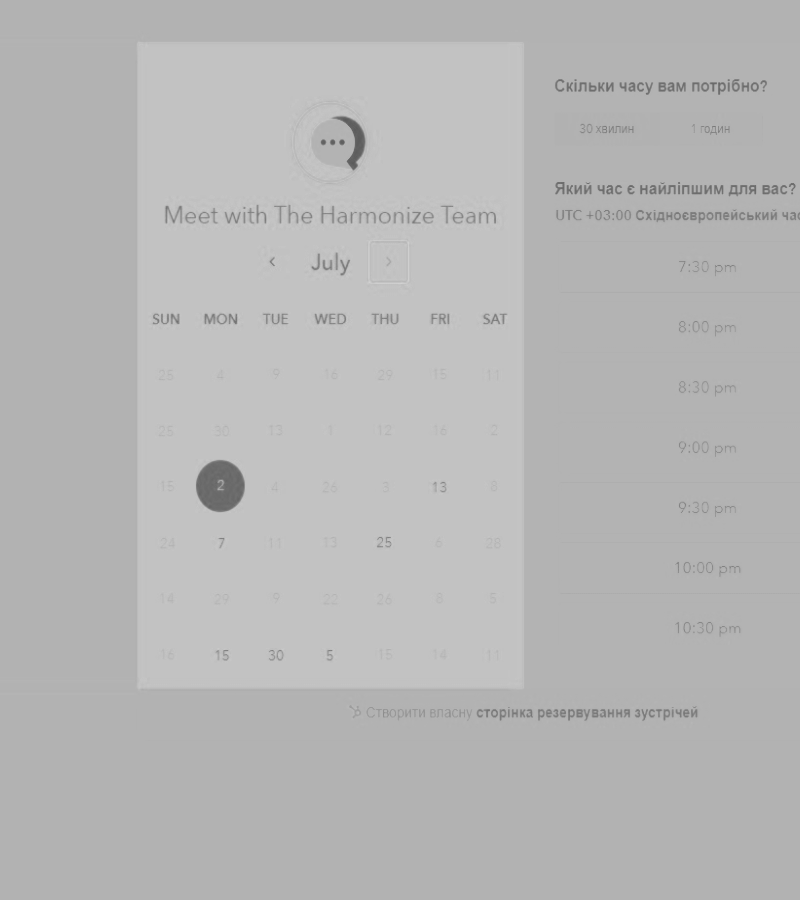 Meet with The Harmonize Team
July
SUN MON TUE WED THU FRI SAT
25 4 9 16 29 15 11
25 30 13 1 12 16 2
15 2 4 26 3 13 8
24 7 11 13 25 6 28
14 29 9 22 26 8 5
16 15 30 5 15 14 11
Скільки часу вам потрібно?
30 хвилин 1 годин
Який час є найліпшим для вас?
UTC +03:00 Східноєвропейський час
7:30 pm
8:00 pm
8:30 pm
9:00 pm
9:30 pm
10:00 pm
10:30 pm
Створити власну сторінка резервування зустрічей